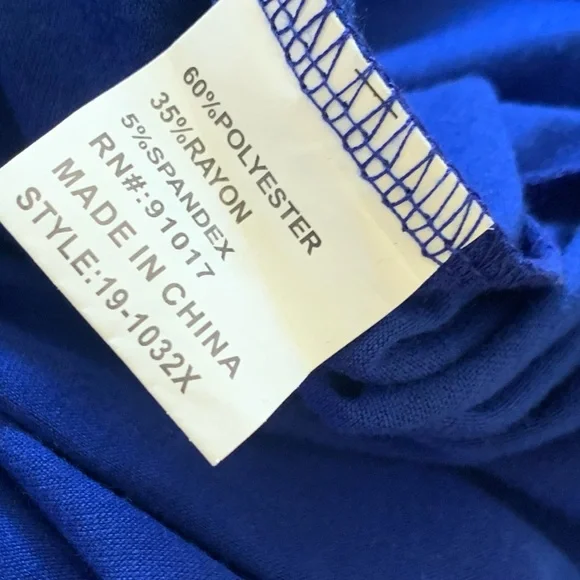 60%POLYESTER
35%RAYON
5%SPANDEX
RN#:91017
MADE IN CHINA
STYLE:19-1032X